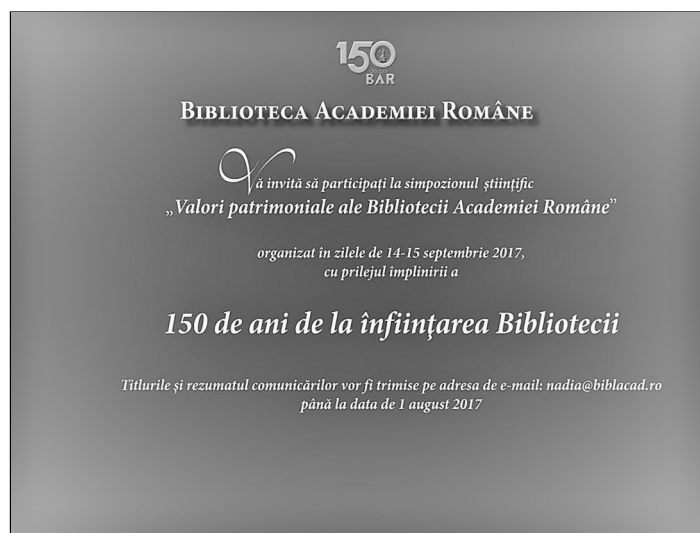 150
BAR
BIBLIOTECA ACADEMIEI ROMÂNE
Vă invită să participați la simpozionul științific
„Valori patrimoniale ale Bibliotecii Academiei Române”
organizat în zilele de 14-15 septembrie 2017,
cu prilejul împlinirii a
150 de ani de la înființarea Bibliotecii
Titlurile și rezumatul comunicărilor vor fi trimise pe adresa de e-mail: nadia@biblacad.ro
până la data de 1 august 2017